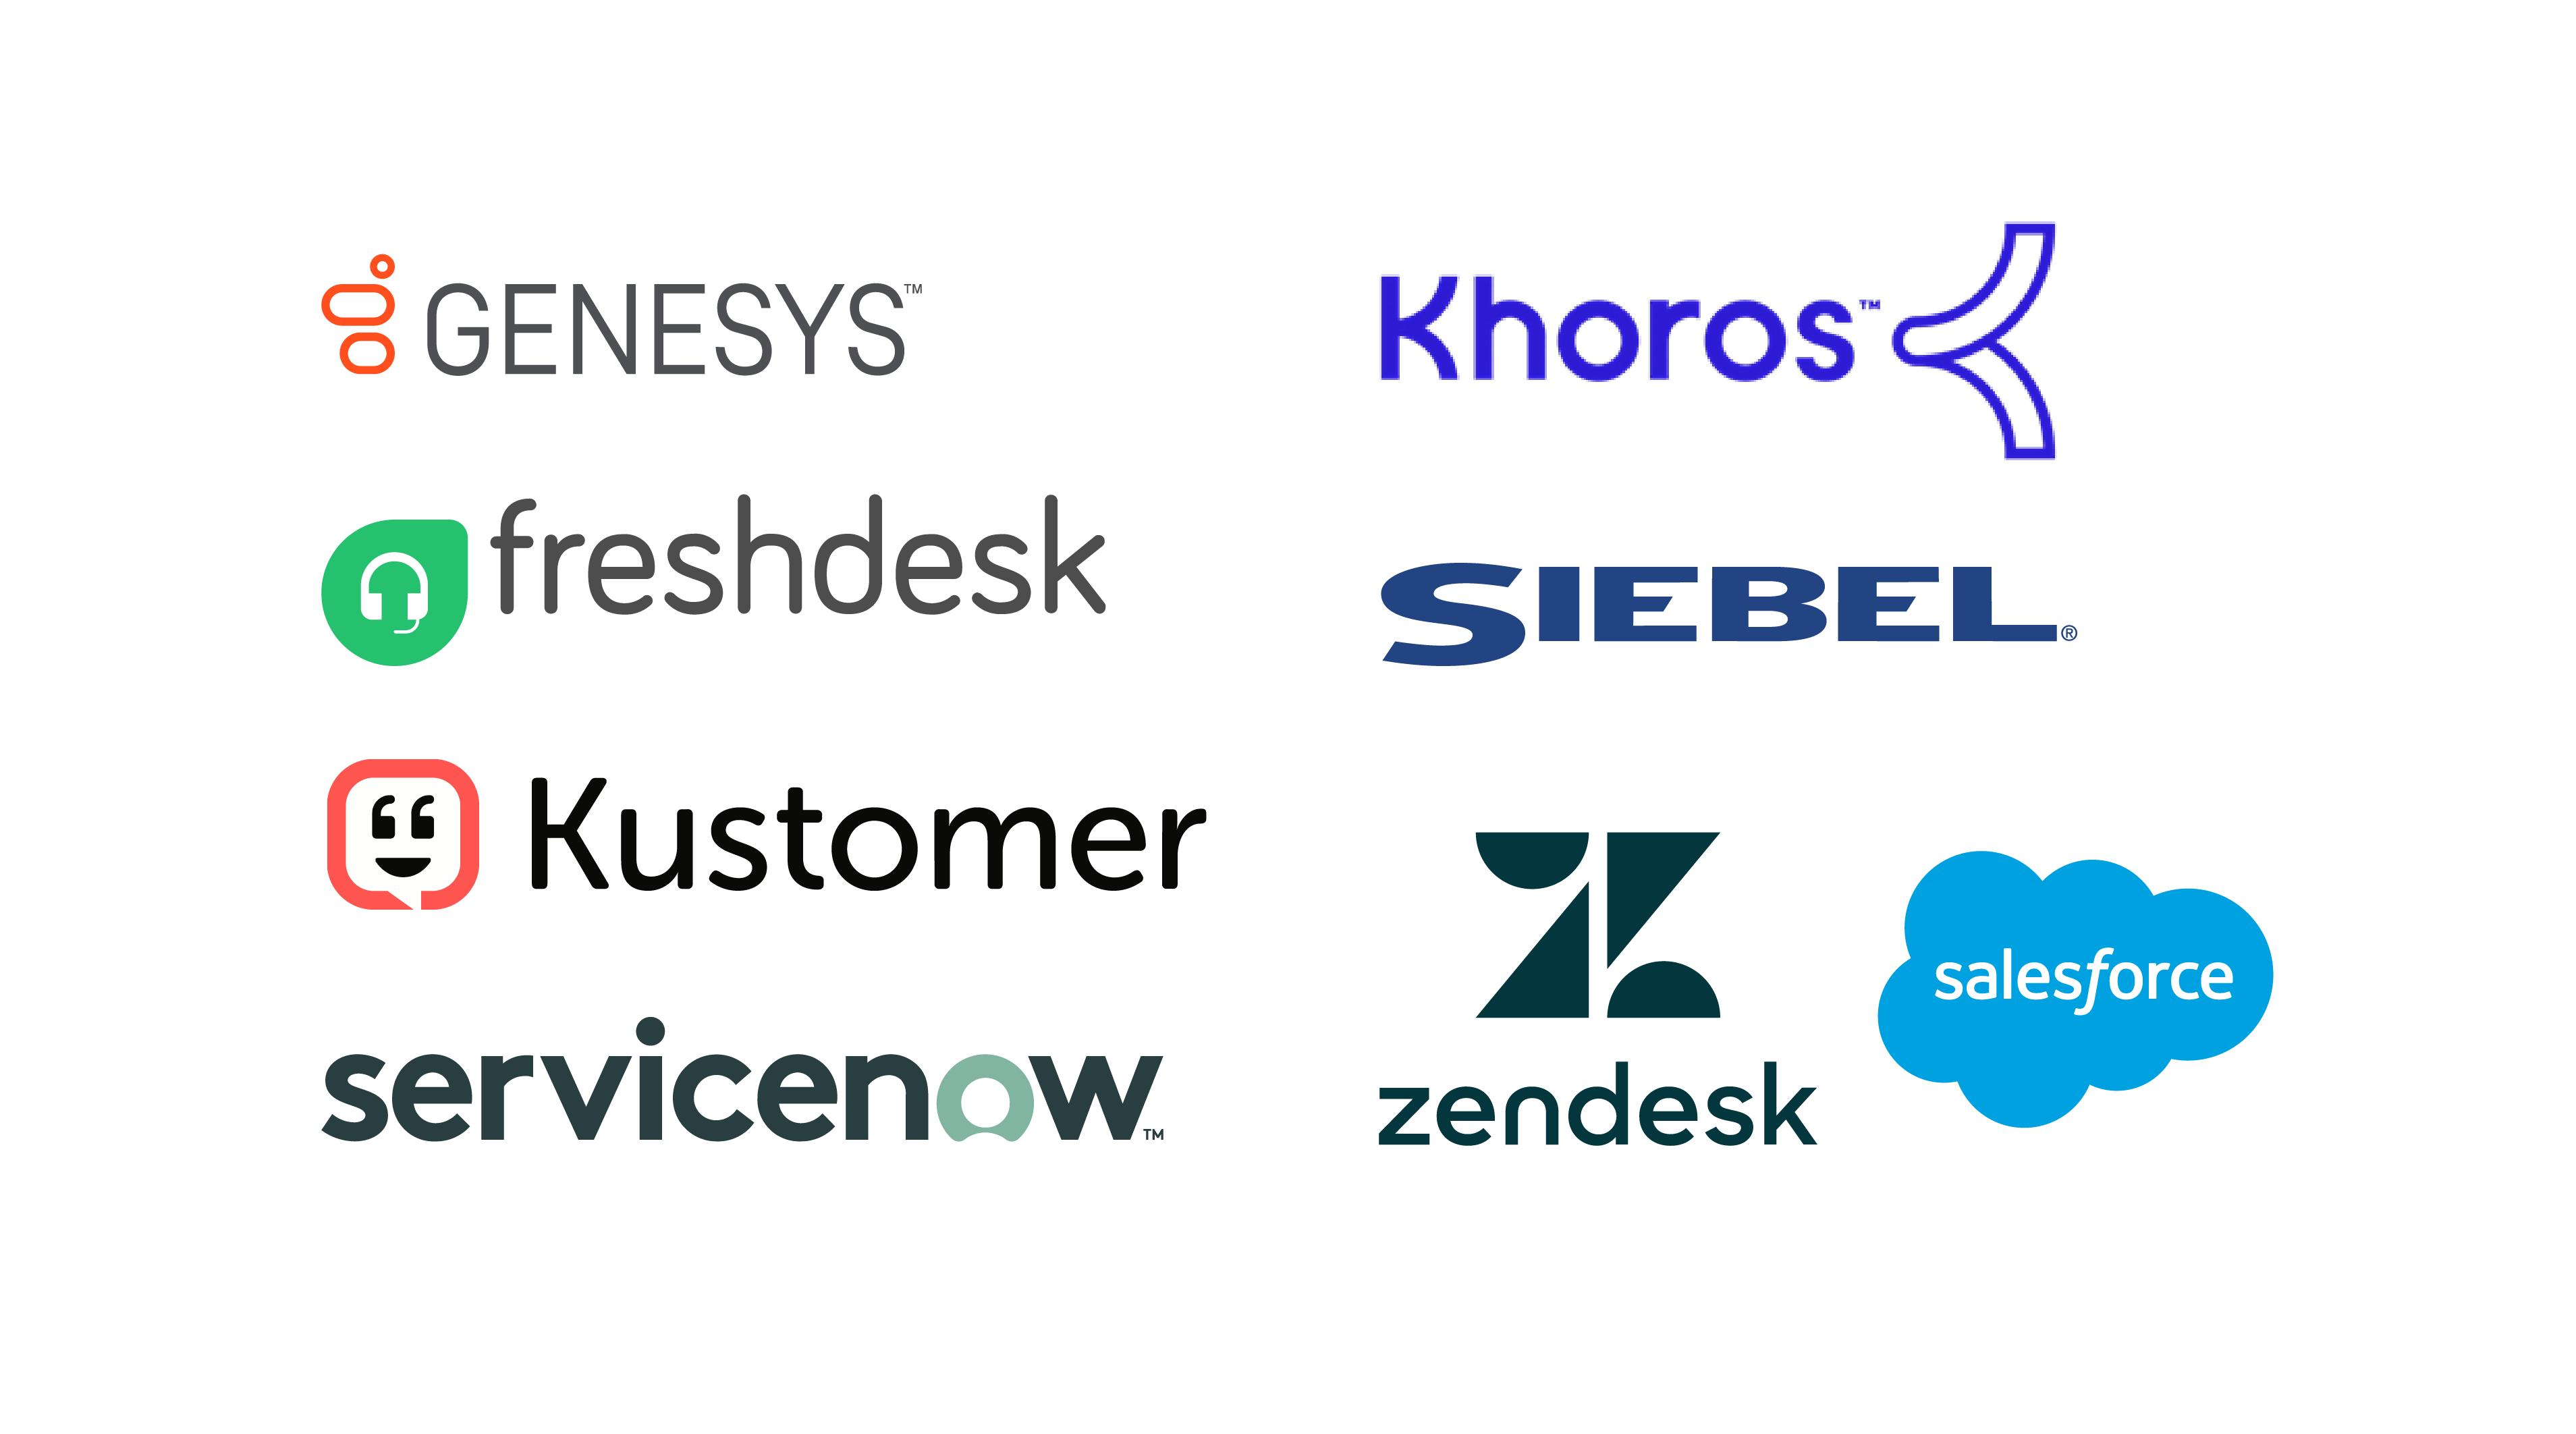 GENESYS™
Khoros™
freshdesk
SIEBEL®
Kustomer
salesforce
servicenow™
zendesk